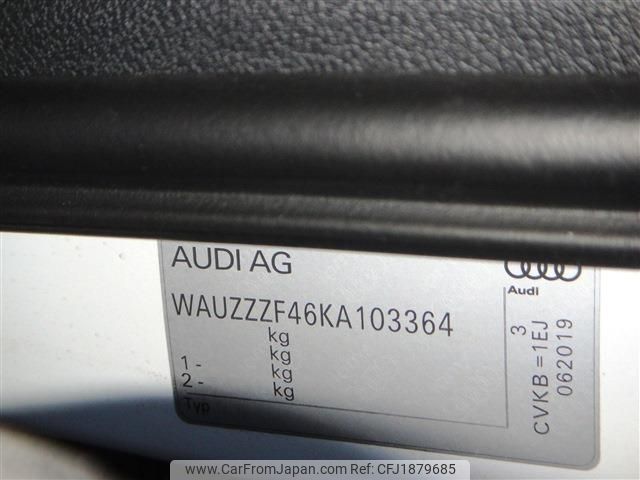 AUDI AG
Audi
WAUZZZF46KA103364
kg
kg
1- kg
2- kg
Typ
3
CVKB=1EJ
062019
www.CarFromJapan.com Ref:CFJ1879685